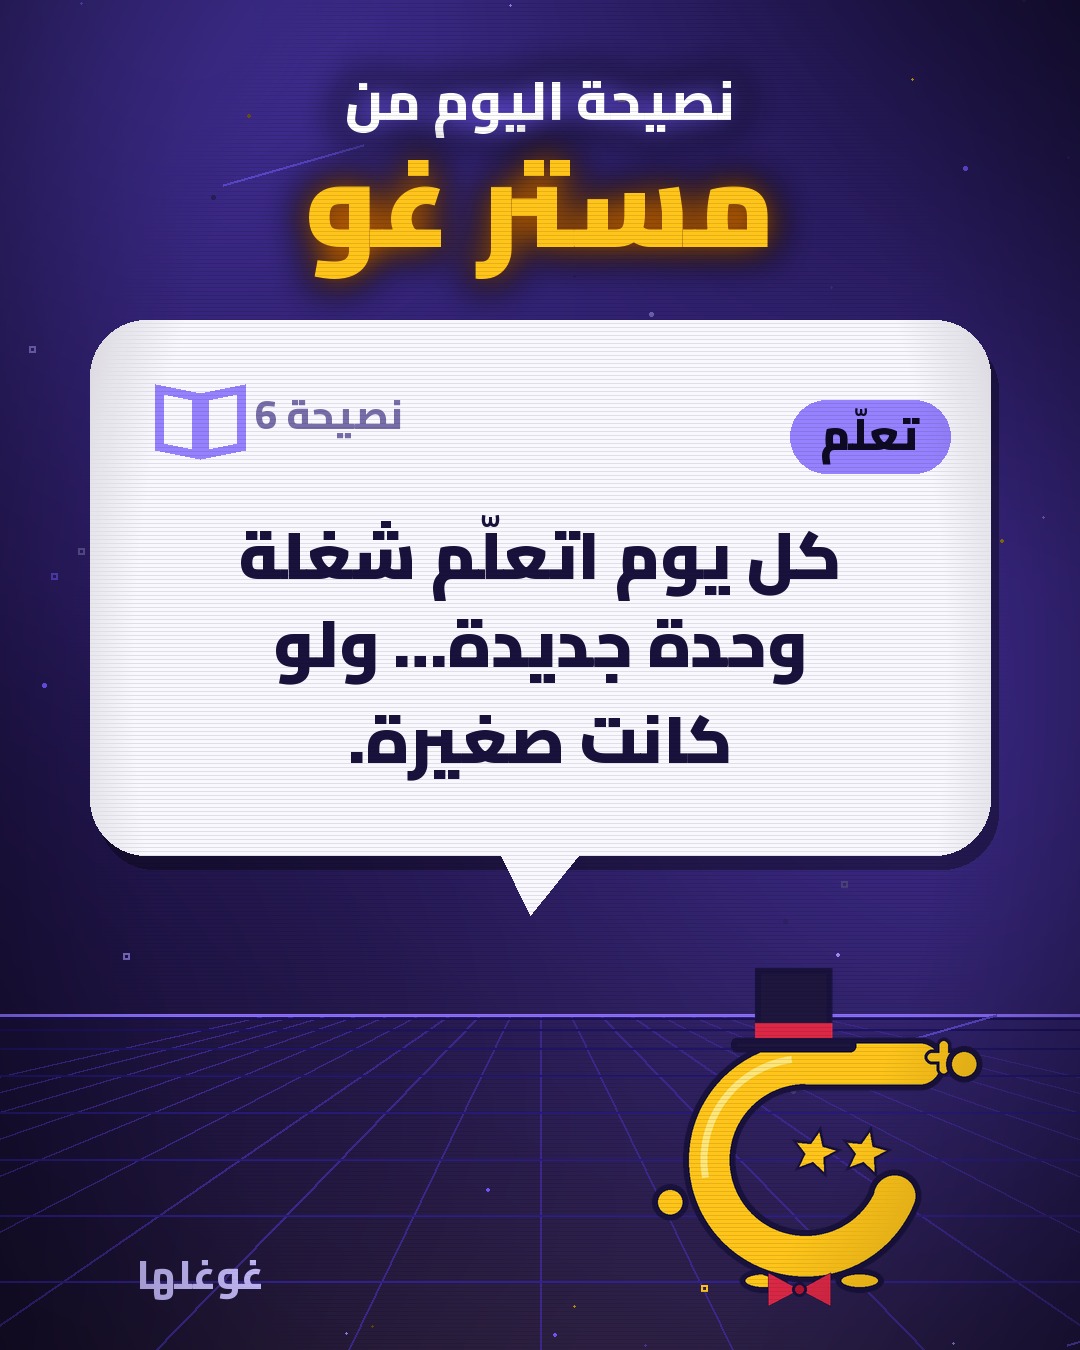 نصيحة اليوم من
مستر غو
تعلّم
نصيحة 6
كل يوم اتعلّم شغلة
وحدة جديدة... ولو
كانت صغيرة.
غوغلها